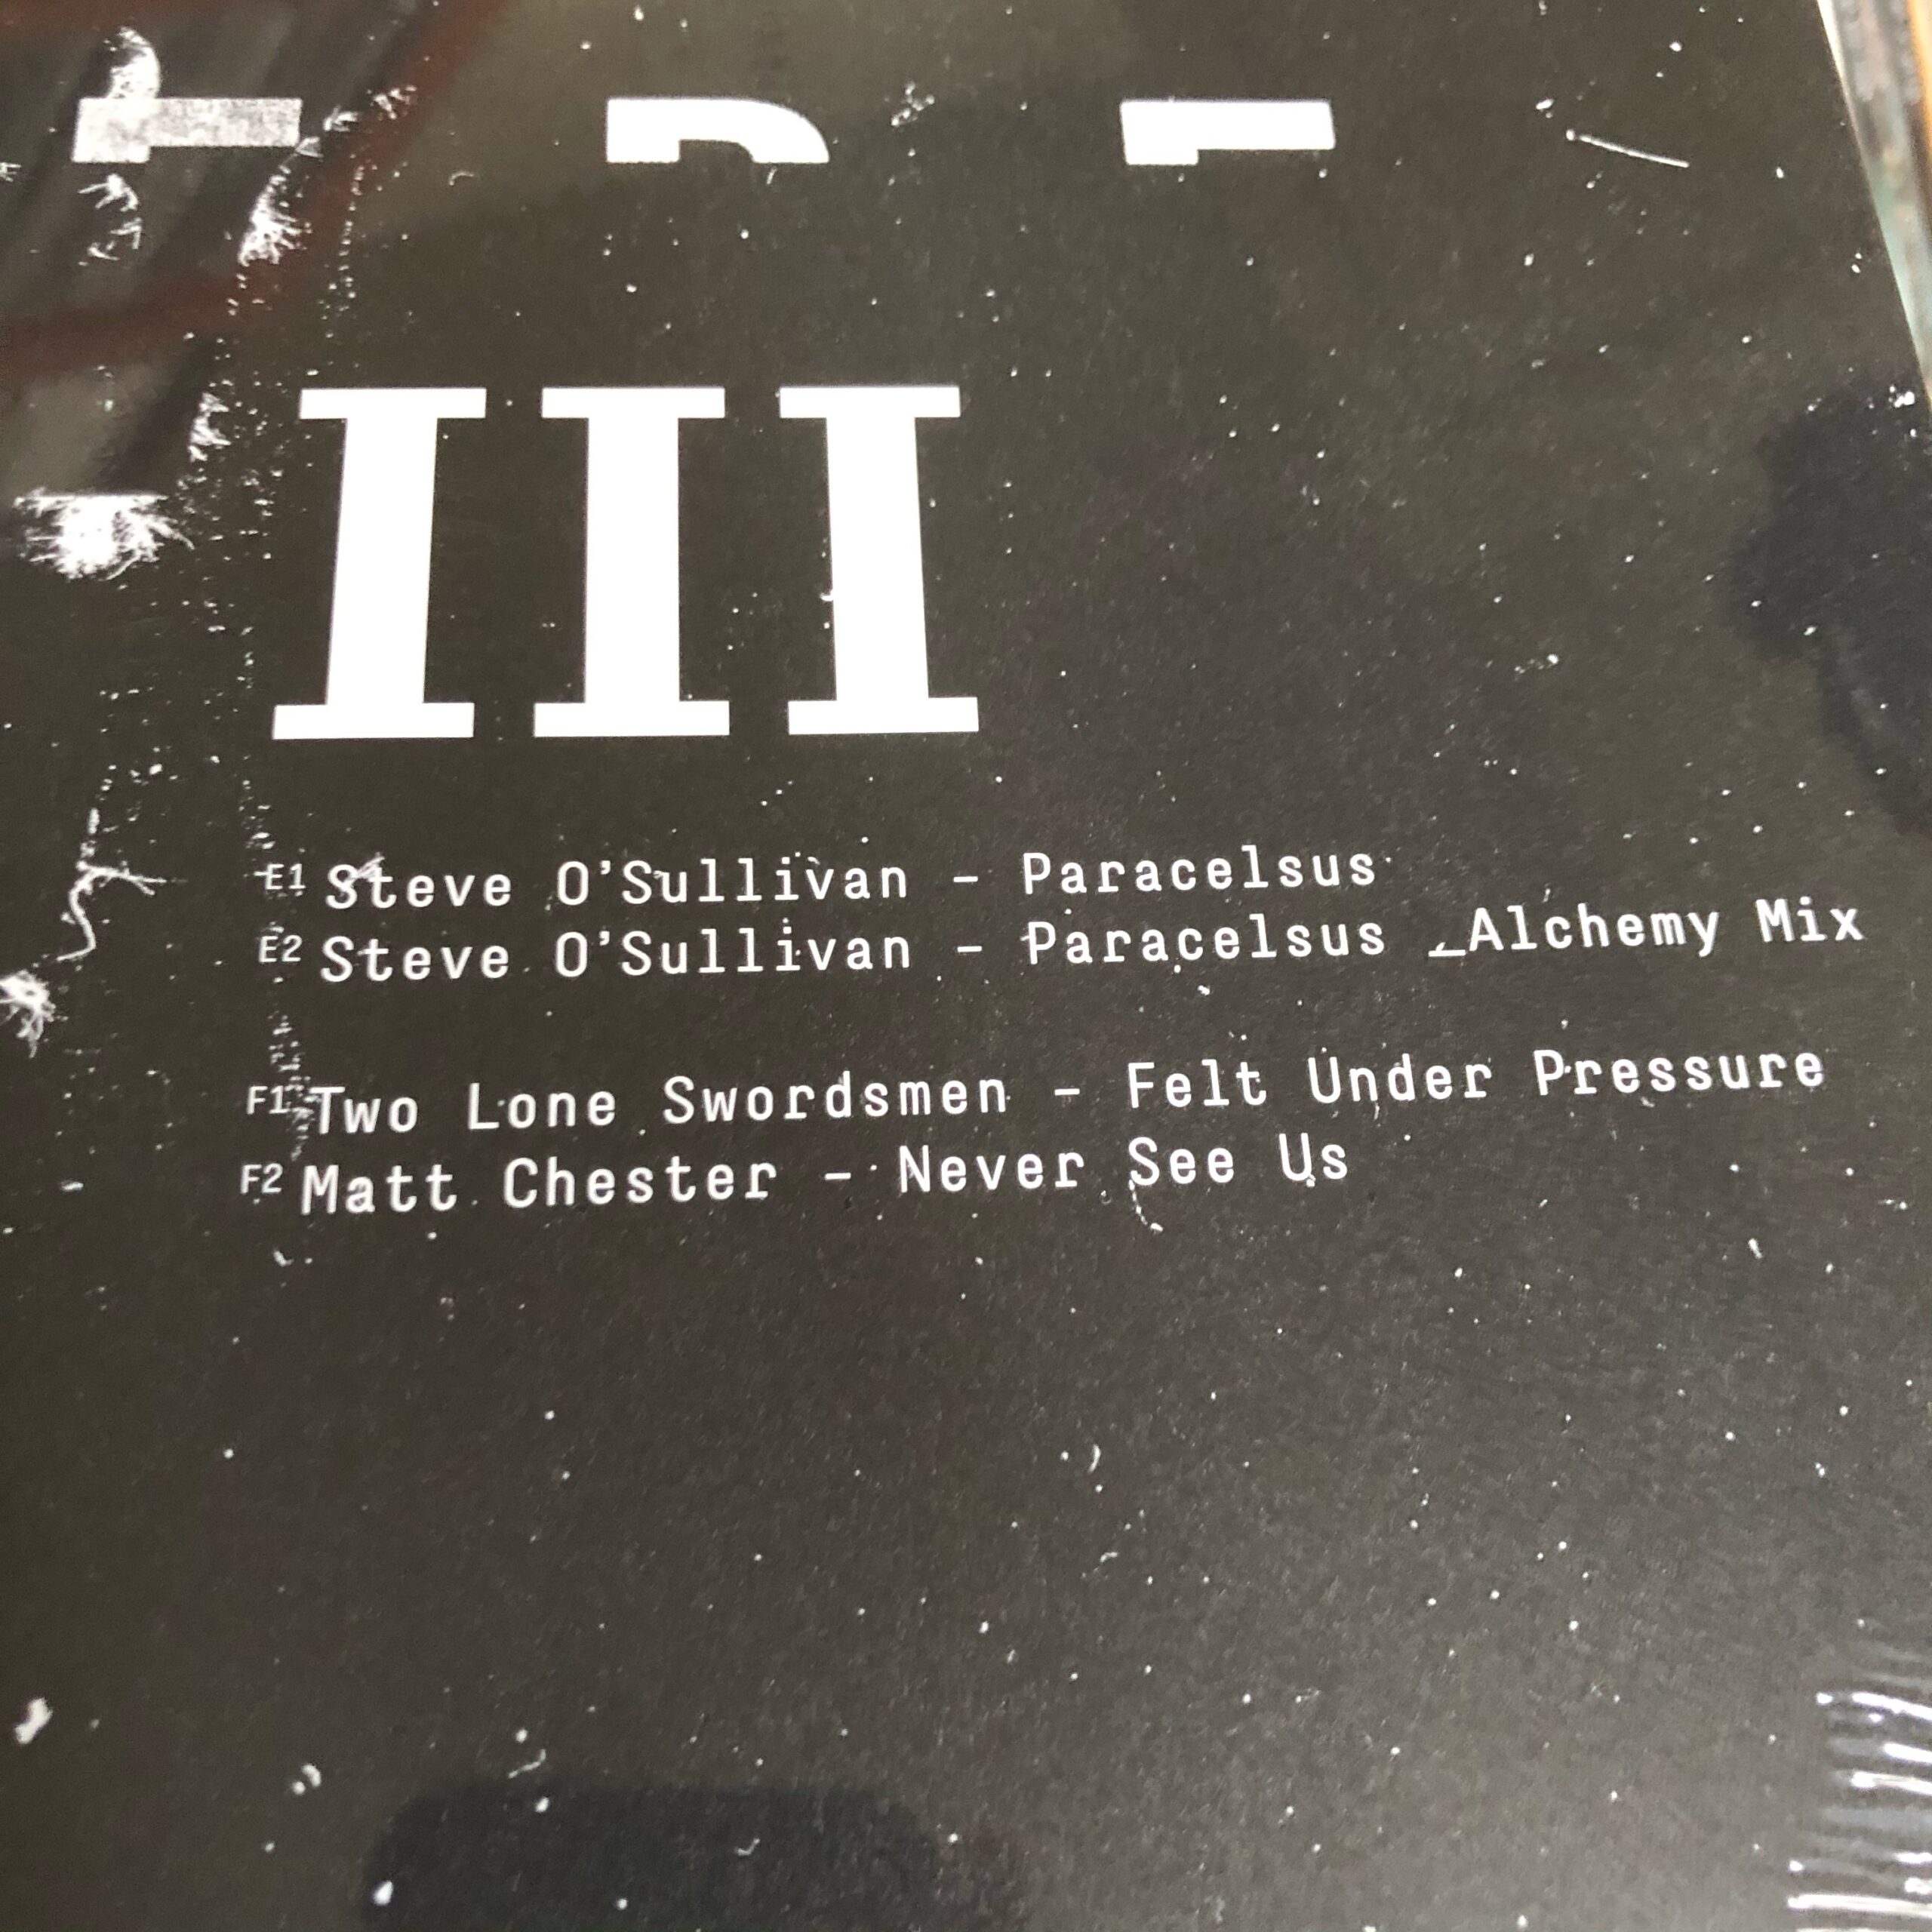 III
E1 Steve O'Sullivan - Paracelsus
E2 Steve O'Sullivan - Paracelsus _Alchemy Mix
F1 Two Lone Swordsmen - Felt Under Pressure
F2 Matt Chester - Never See Us